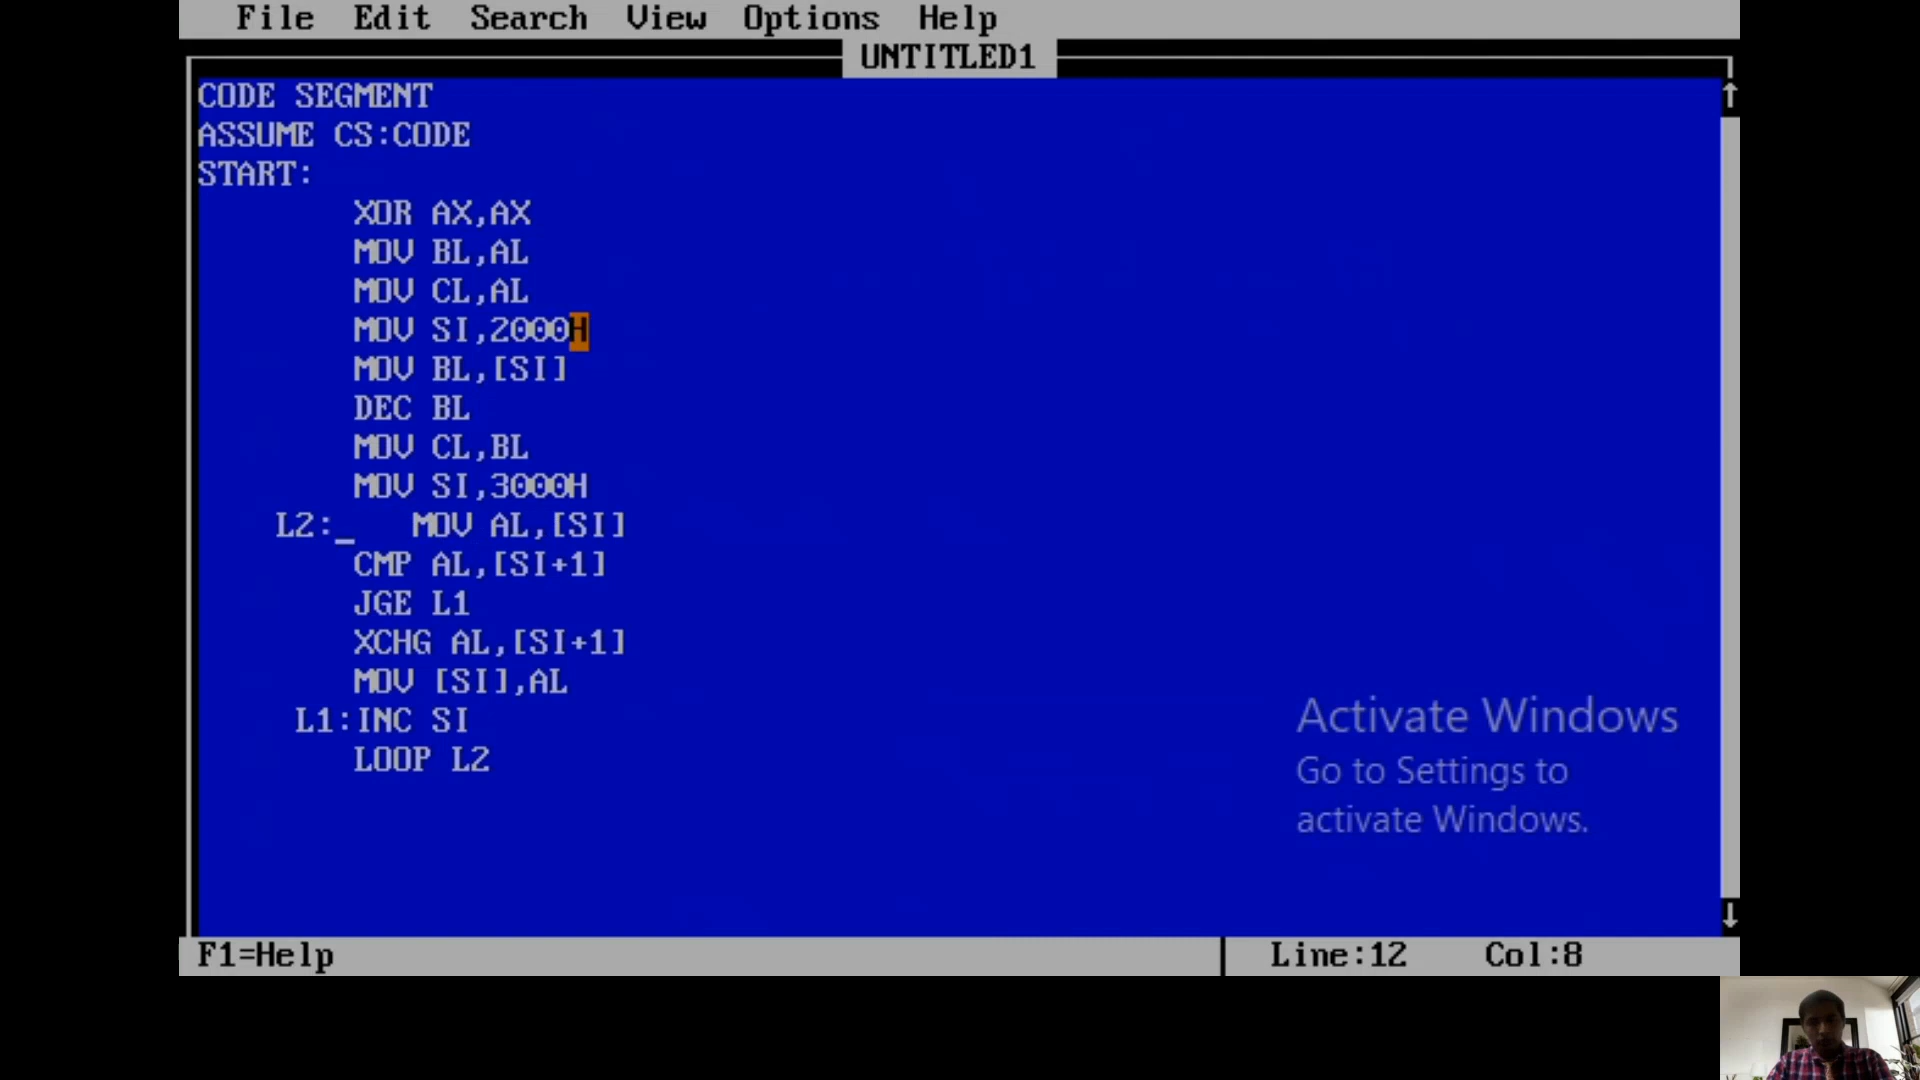 File Edit Search View Options Help
UNTITLED1
CODE SEGMENT
ASSUME CS:CODE
START:
XOR AX,AX
MOV BL,AL
MOV CL,AL
MOV SI,2000H
MOV BL,[SI]
DEC BL
MOV CL,BL
MOV SI,3000H
L2:_ MOV AL,[SI]
CMP AL,[SI+1]
JGE L1
XCHG AL,[SI+1]
MOV [SI],AL
L1:INC SI
LOOP L2
Activate Windows
Go to Settings to
activate Windows.
F1=Help Line:12 Col:8